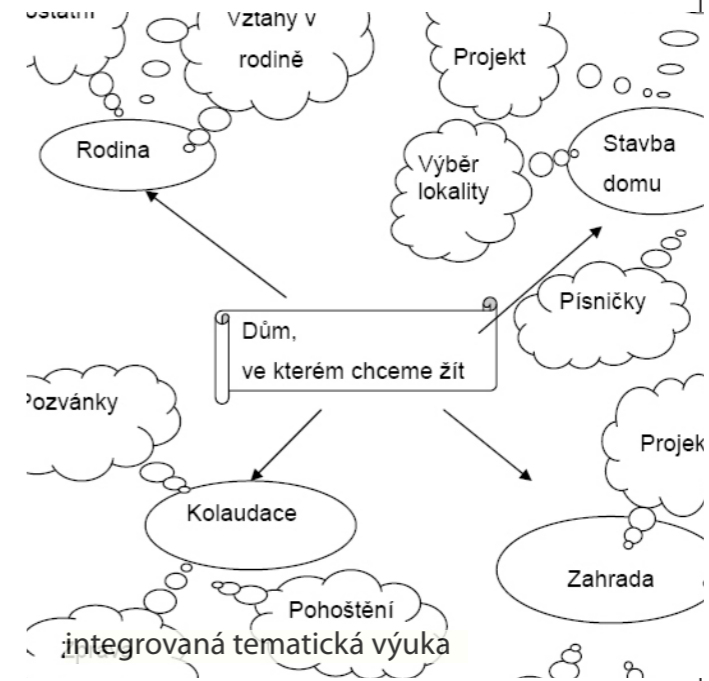 Vztahy v
rodině
Projekt
Rodina
Stavba
domu
Výběr
lokality
Písničky
Dům,
ve kterém chceme žít
Pozvánky
Projek
Kolaudace
Zahrada
Pohoštění
integrovaná tematická výuka